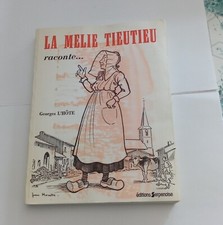 LA MELIE TIEUTIEU
raconte...
Georges L'HÔTE
éditions Serpenoise